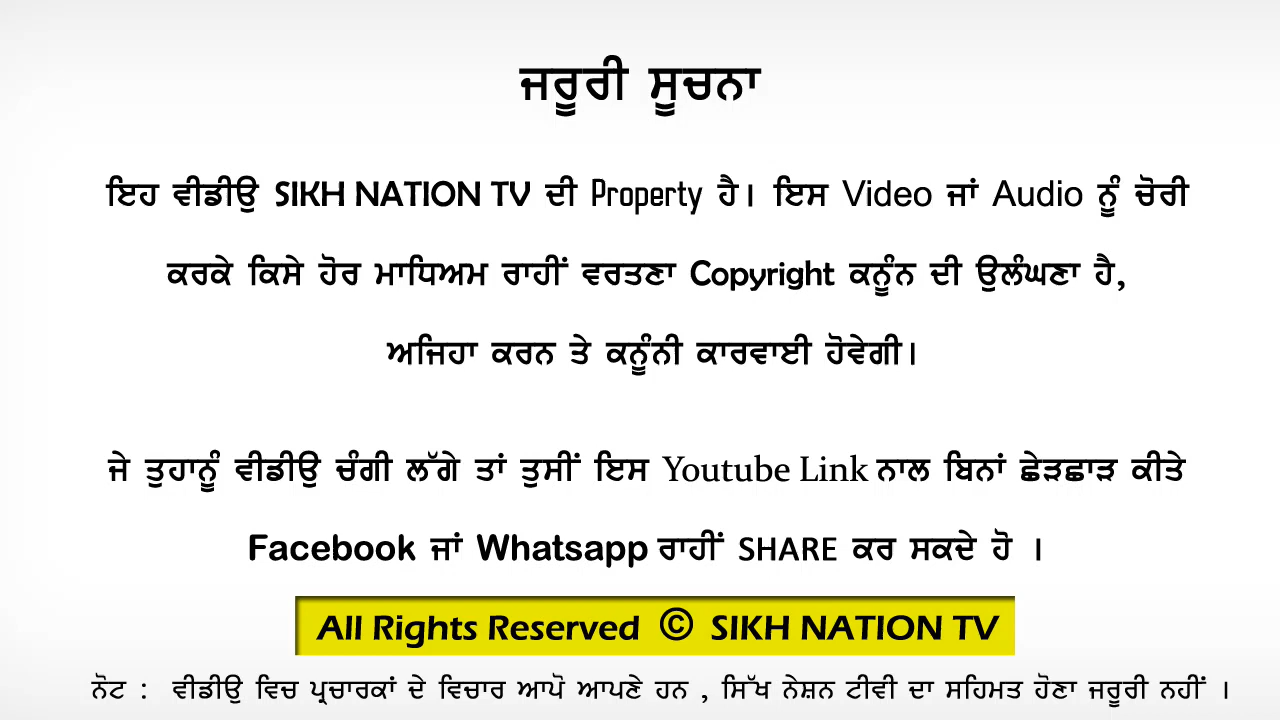 ਜਰੂਰੀ ਸੂਚਨਾ
ਇਹ ਵੀਡੀਉ SIKH NATION TV ਦੀ Property ਹੈ। ਇਸ Video ਜਾਂ Audio ਨੂੰ ਚੋਰੀ
ਕਰਕੇ ਕਿਸੇ ਹੋਰ ਮਾਧਿਅਮ ਰਾਹੀਂ ਵਰਤਣਾ Copyright ਕਨੂੰਨ ਦੀ ਉਲੰਘਣਾ ਹੈ,
ਅਜਿਹਾ ਕਰਨ ਤੇ ਕਨੂੰਨੀ ਕਾਰਵਾਈ ਹੋਵੇਗੀ।
ਜੇ ਤੁਹਾਨੂੰ ਵੀਡੀਉ ਚੰਗੀ ਲੱਗੇ ਤਾਂ ਤੁਸੀਂ ਇਸ Youtube Link ਨਾਲ ਬਿਨਾਂ ਛੇੜਛਾੜ ਕੀਤੇ
Facebook ਜਾਂ Whatsapp ਰਾਹੀਂ SHARE ਕਰ ਸਕਦੇ ਹੋ ।
All Rights Reserved © SIKH NATION TV
ਨੋਟ : ਵੀਡੀਉ ਵਿਚ ਪ੍ਰਚਾਰਕਾਂ ਦੇ ਵਿਚਾਰ ਆਪੋ ਆਪਣੇ ਹਨ , ਸਿੱਖ ਨੇਸ਼ਨ ਟੀਵੀ ਦਾ ਸਹਿਮਤ ਹੋਣਾ ਜਰੂਰੀ ਨਹੀਂ ।